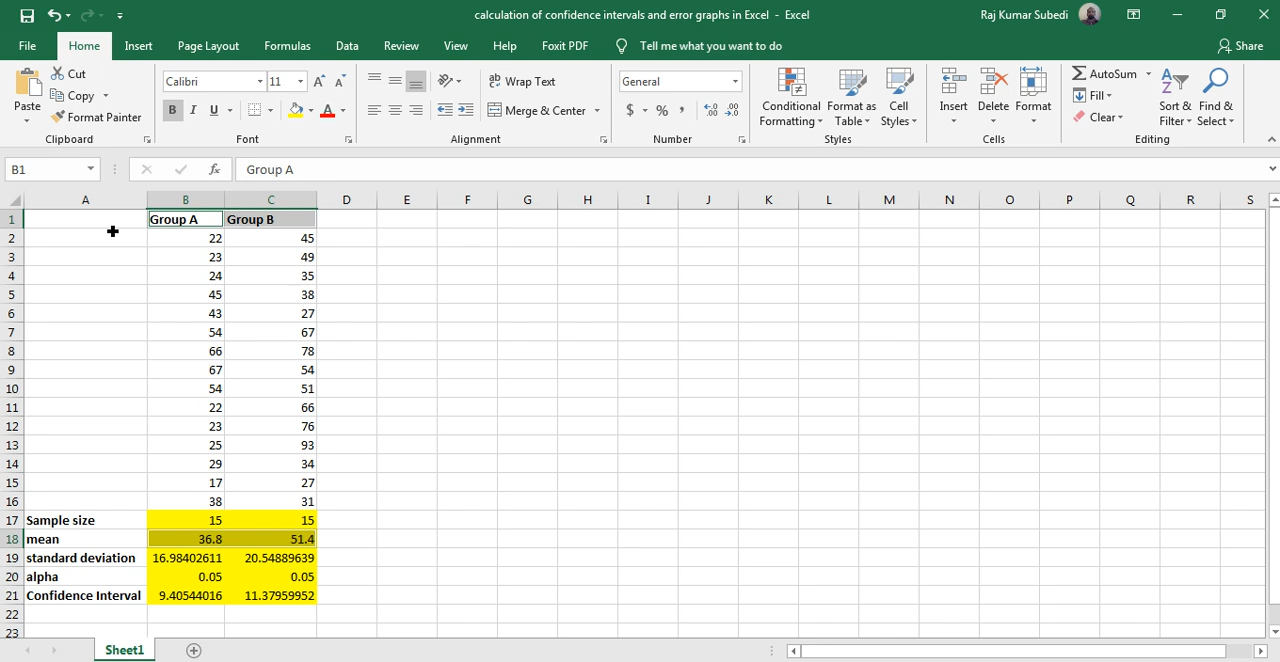 calculation of confidence intervals and error graphs in Excel - Excel
Raj Kumar Subedi
File Home Insert Page Layout Formulas Data Review View Help Foxit PDF Tell me what you want to do Share
Paste
Cut
Copy
Format Painter
Clipboard
Calibri 11 A A
B I U A
Font
ab Wrap Text
Merge & Center
Alignment
General
$ % , .00 .0
Number
Conditional Formatting
Format as Table
Cell Styles
Styles
Insert Delete Format
Cells
AutoSum
Fill
Clear
Sort & Filter
Find & Select
Editing
B1 fx Group A
A B C D E F G H I J K L M N O P Q R S
1 Group A Group B
2 22 45
3 23 49
4 24 35
5 45 38
6 43 27
7 54 67
8 66 78
9 67 54
10 54 51
11 22 66
12 23 76
13 25 93
14 29 34
15 17 27
16 38 31
17 Sample size 15 15
18 mean 36.8 51.4
19 standard deviation 16.98402611 20.54889639
20 alpha 0.05 0.05
21 Confidence Interval 9.40544016 11.37959952
22
23
Sheet1